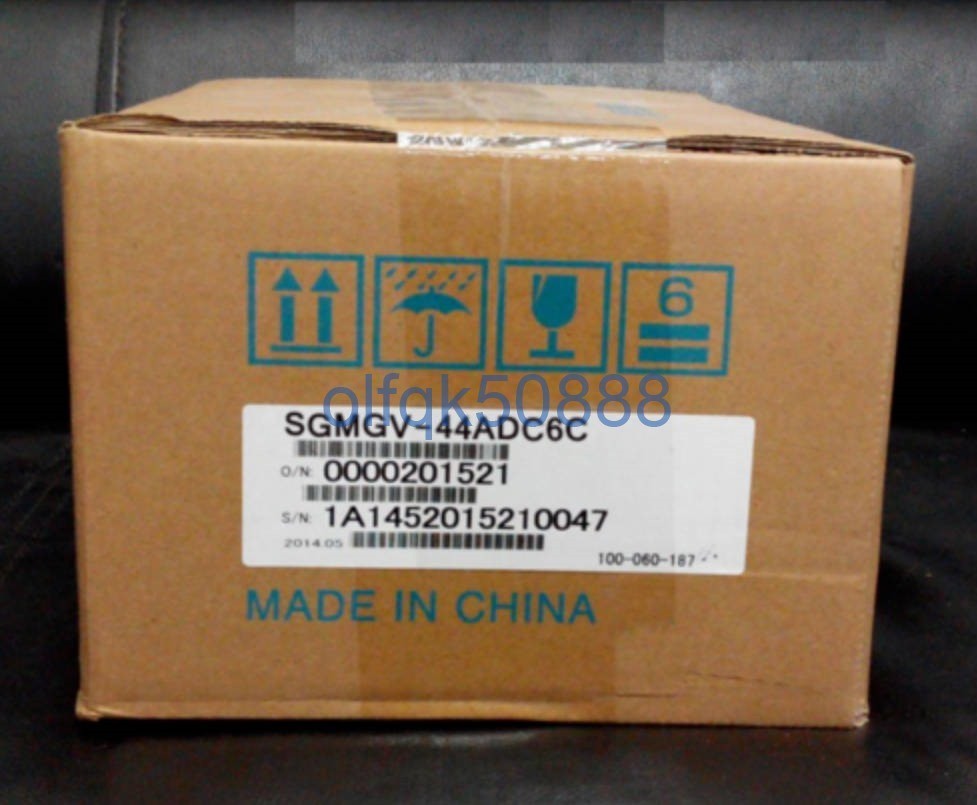 6
olfqk50888
SGMGV-44ADC6C
O/N: 0000201521
S/N: 1A1452015210047
2014.05
100-060-187
MADE IN CHINA